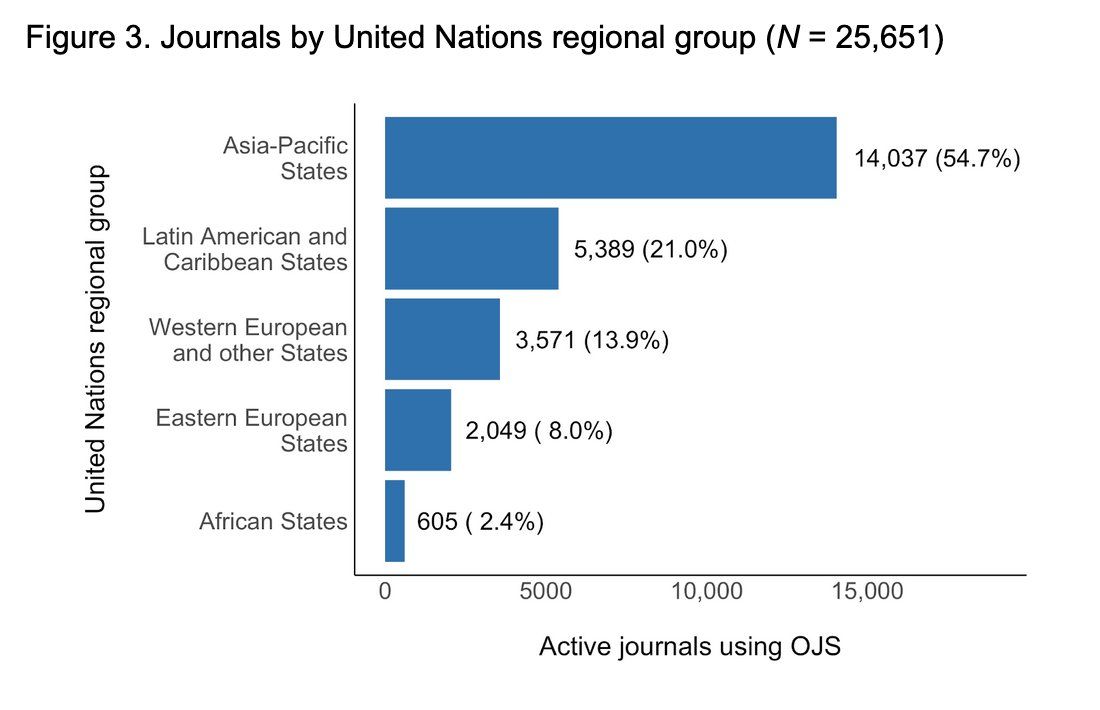 Figure 3. Journals by United Nations regional group (N = 25,651)
United Nations regional group
Asia-Pacific
States
14,037 (54.7%)
Latin American and
Caribbean States
5,389 (21.0%)
Western European
and other States
3,571 (13.9%)
Eastern European
States
2,049 ( 8.0%)
African States
605 ( 2.4%)
0 5000 10,000 15,000
Active journals using OJS